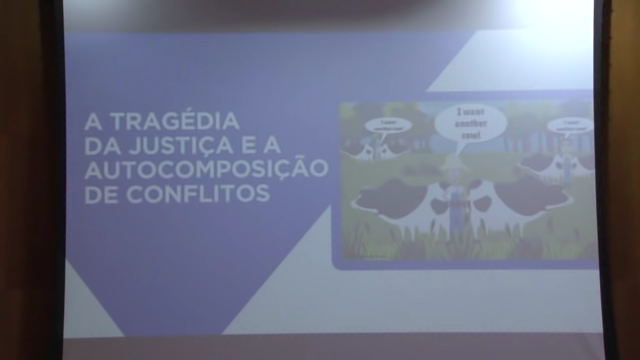 A TRAGÉDIA
DA JUSTIÇA E A
AUTOCOMPOSIÇÃO
DE CONFLITOS
I want
another
cow!